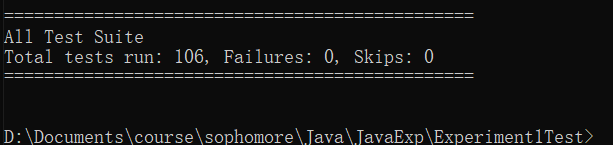 ===============================================
All Test Suite
Total tests run: 106, Failures: 0, Skips: 0
===============================================
D:\Documents\course\sophomore\Java\JavaExp\Experiment1Test>